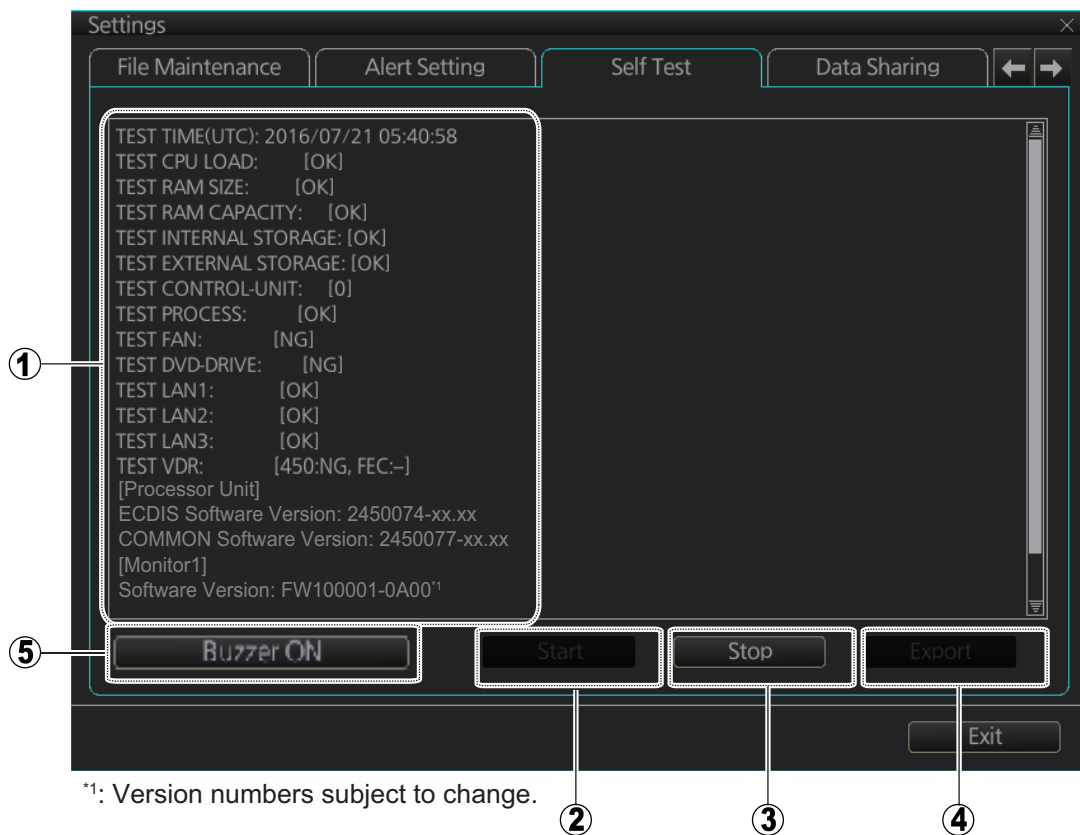 Settings
File Maintenance Alert Setting Self Test Data Sharing
TEST TIME(UTC): 2016/07/21 05:40:58
TEST CPU LOAD: [OK]
TEST RAM SIZE: [OK]
TEST RAM CAPACITY: [OK]
TEST INTERNAL STORAGE: [OK]
TEST EXTERNAL STORAGE: [OK]
TEST CONTROL-UNIT: [0]
TEST PROCESS: [OK]
TEST FAN: [NG]
TEST DVD-DRIVE: [NG]
TEST LAN1: [OK]
TEST LAN2: [OK]
TEST LAN3: [OK]
TEST VDR: [450:NG, FEC:–]
[Processor Unit]
ECDIS Software Version: 2450074-xx.xx
COMMON Software Version: 2450077-xx.xx
[Monitor1]
Software Version: FW100001-0A00*1
1
5
Buzzer ON Start Stop Export
Exit
*1: Version numbers subject to change.
2 3 4